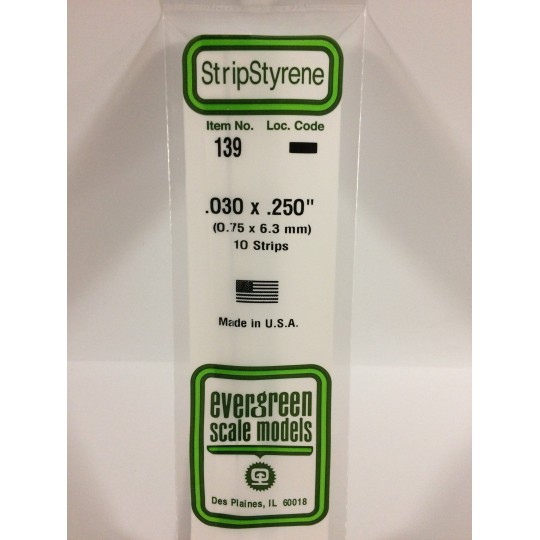 StripStyrene
Item No. Loc. Code
139
.030 x .250"
(0.75 x 6.3 mm)
10 Strips
Made in U.S.A.
evergreen
scale models
Des Plaines, IL 60018